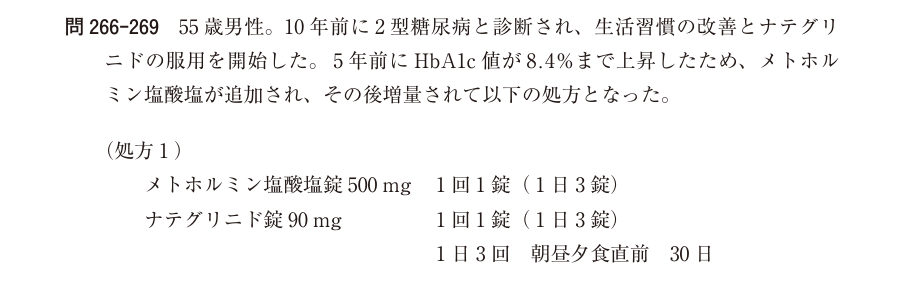 問 266-269　55 歳男性。10 年前に２型糖尿病と診断され、生活習慣の改善とナテグリ
ニドの服用を開始した。５年前に HbA1c 値が 8.4％まで上昇したため、メトホル
ミン塩酸塩が追加され、その後増量されて以下の処方となった。
（処方１）
メトホルミン塩酸塩錠 500 mg　１回１錠（１日３錠）
ナテグリニド錠 90 mg　１回１錠（１日３錠）
１日３回　朝昼夕食直前　30 日